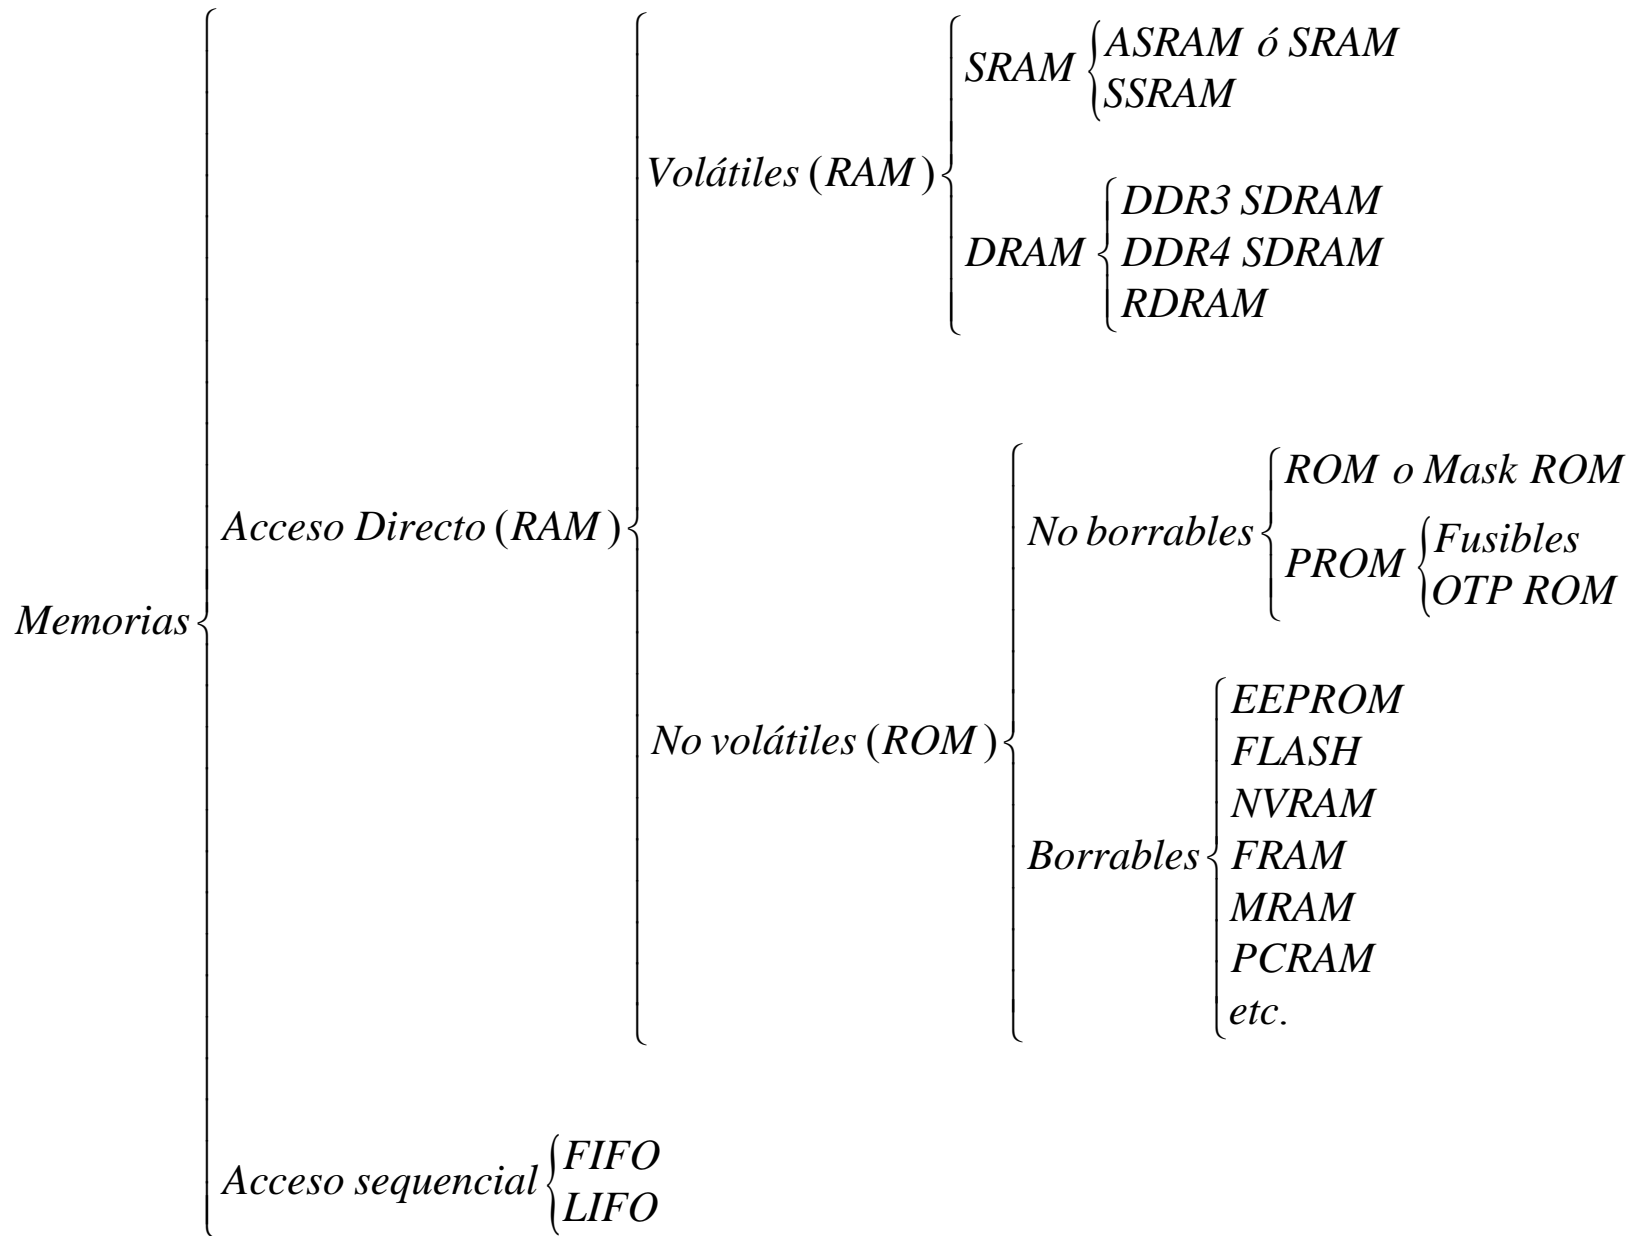 Memorias
Acceso Directo (RAM)
Volátiles (RAM)
SRAM
ASRAM ó SRAM
SSRAM
DRAM
DDR3 SDRAM
DDR4 SDRAM
RDRAM
No volátiles (ROM)
No borrables
ROM o Mask ROM
PROM
Fusibles
OTP ROM
Borrables
EEPROM
FLASH
NVRAM
FRAM
MRAM
PCRAM
etc.
Acceso sequencial
FIFO
LIFO